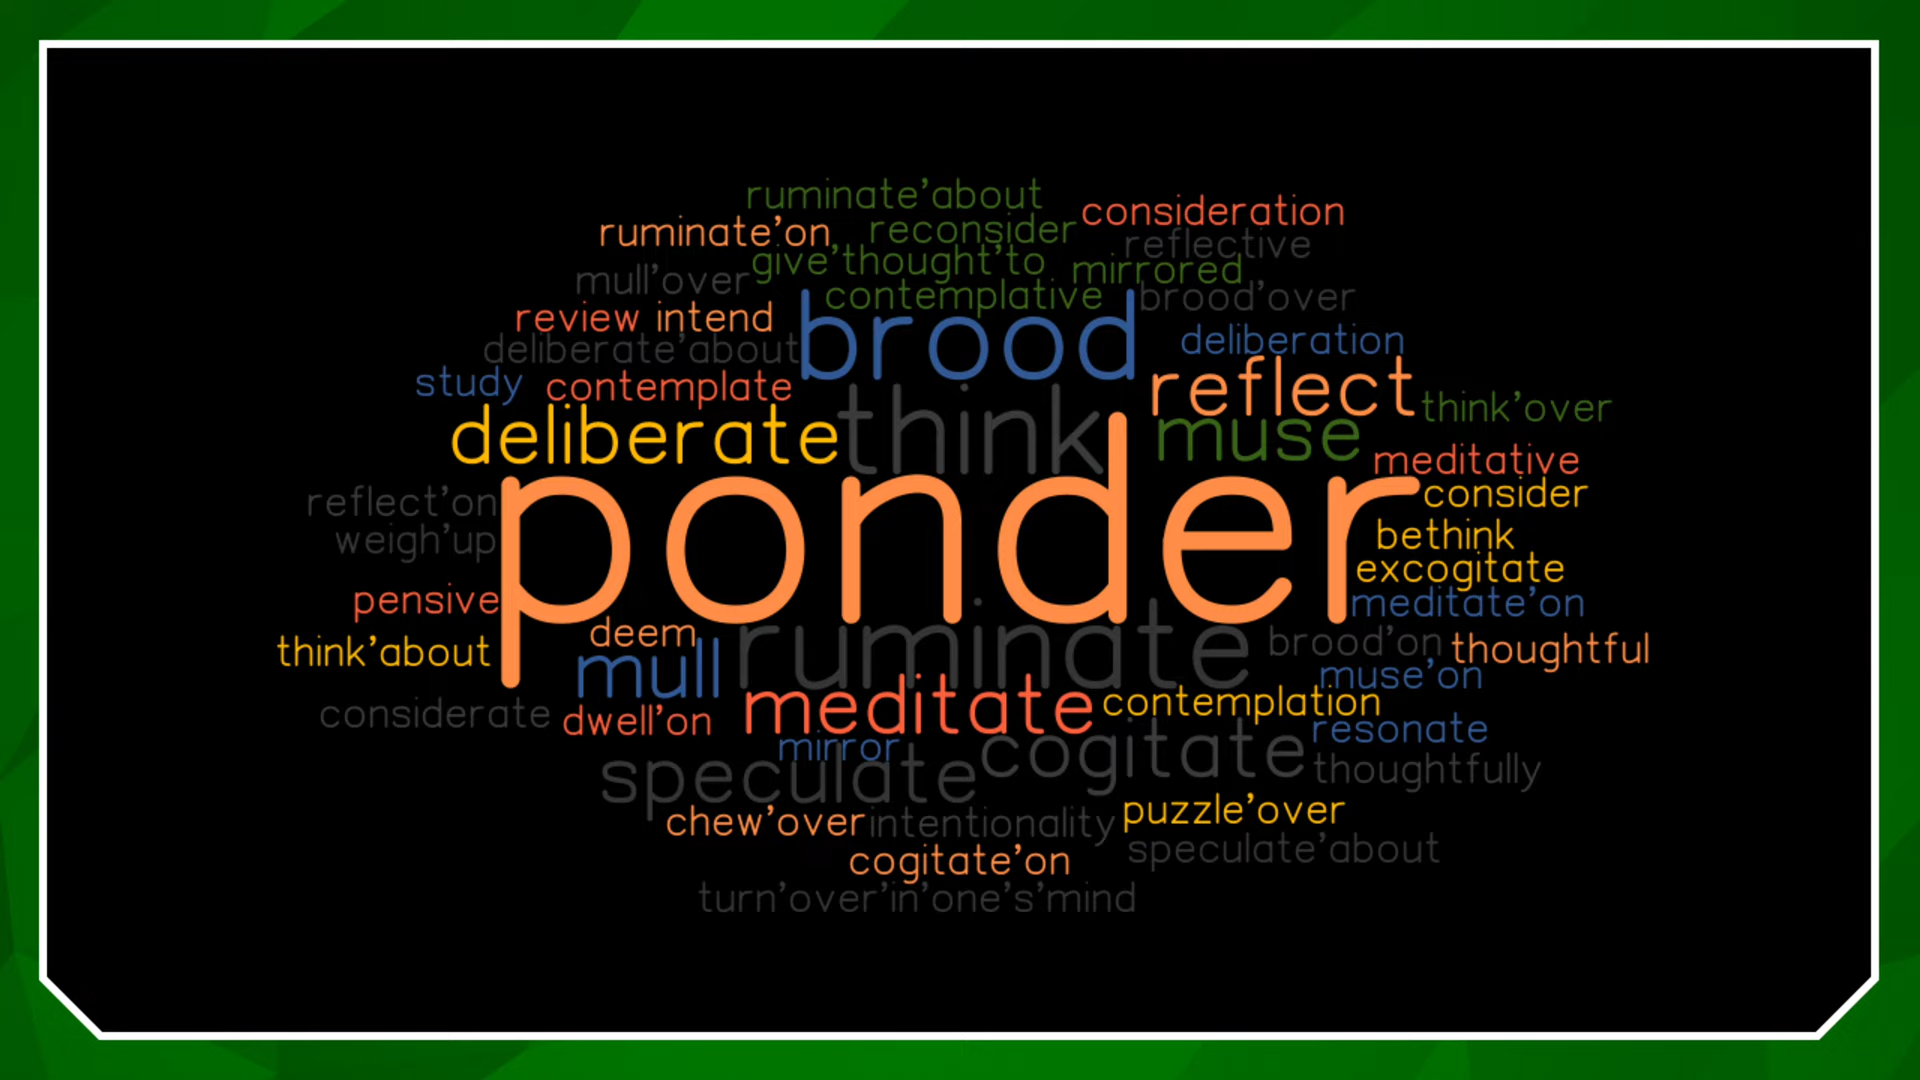 ruminate'about
consideration
ruminate'on
reconsider
reflective
give'thought'to
mirrored
mull'over
contemplative
brood'over
review
intend
brood
deliberation
deliberate'about
study
contemplate
reflect
think'over
think
deliberate
muse
meditative
consider
reflect'on
ponder
bethink
weigh'up
excogitate
pensive
meditate'on
deem
ruminate
brood'on
thoughtful
think'about
mull
muse'on
considerate
dwell'on
meditate
contemplation
resonate
mirror
cogitate
speculate
thoughtfully
chew'over
intentionality
puzzle'over
speculate'about
cogitate'on
turn'over'in'one's'mind